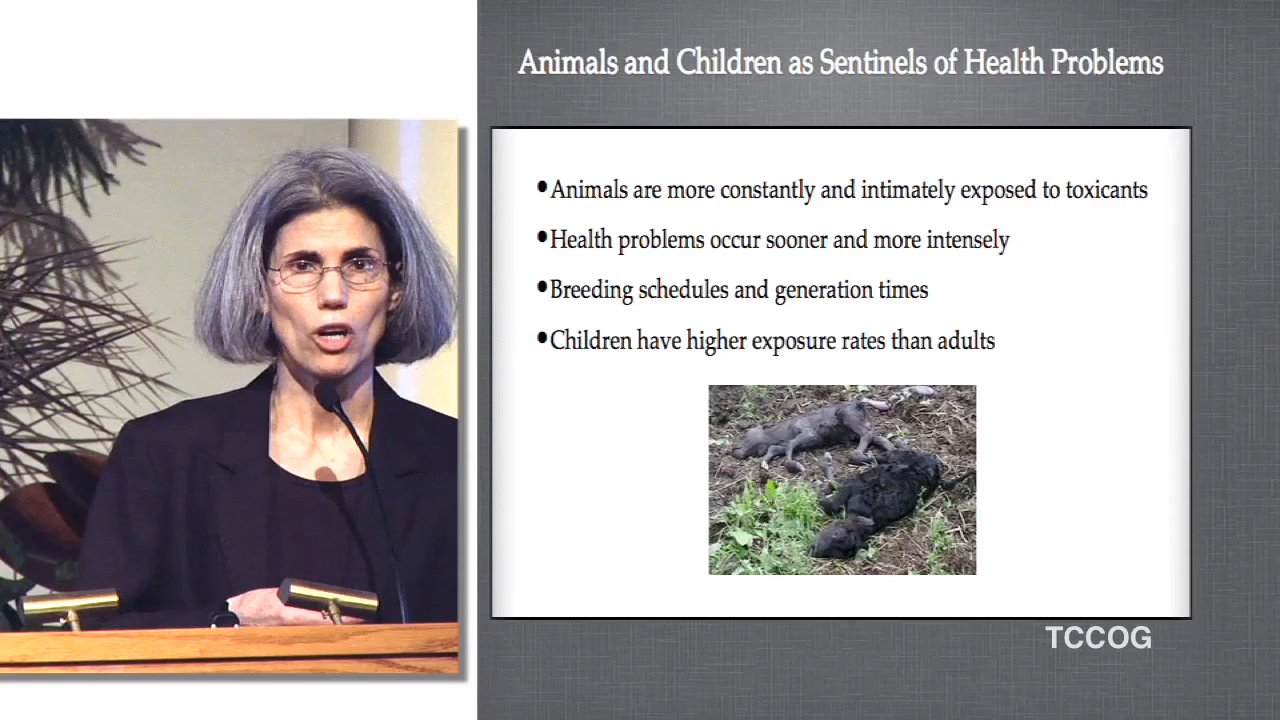 Animals and Children as Sentinels of Health Problems
•Animals are more constantly and intimately exposed to toxicants
•Health problems occur sooner and more intensely
•Breeding schedules and generation times
•Children have higher exposure rates than adults
TCCOG